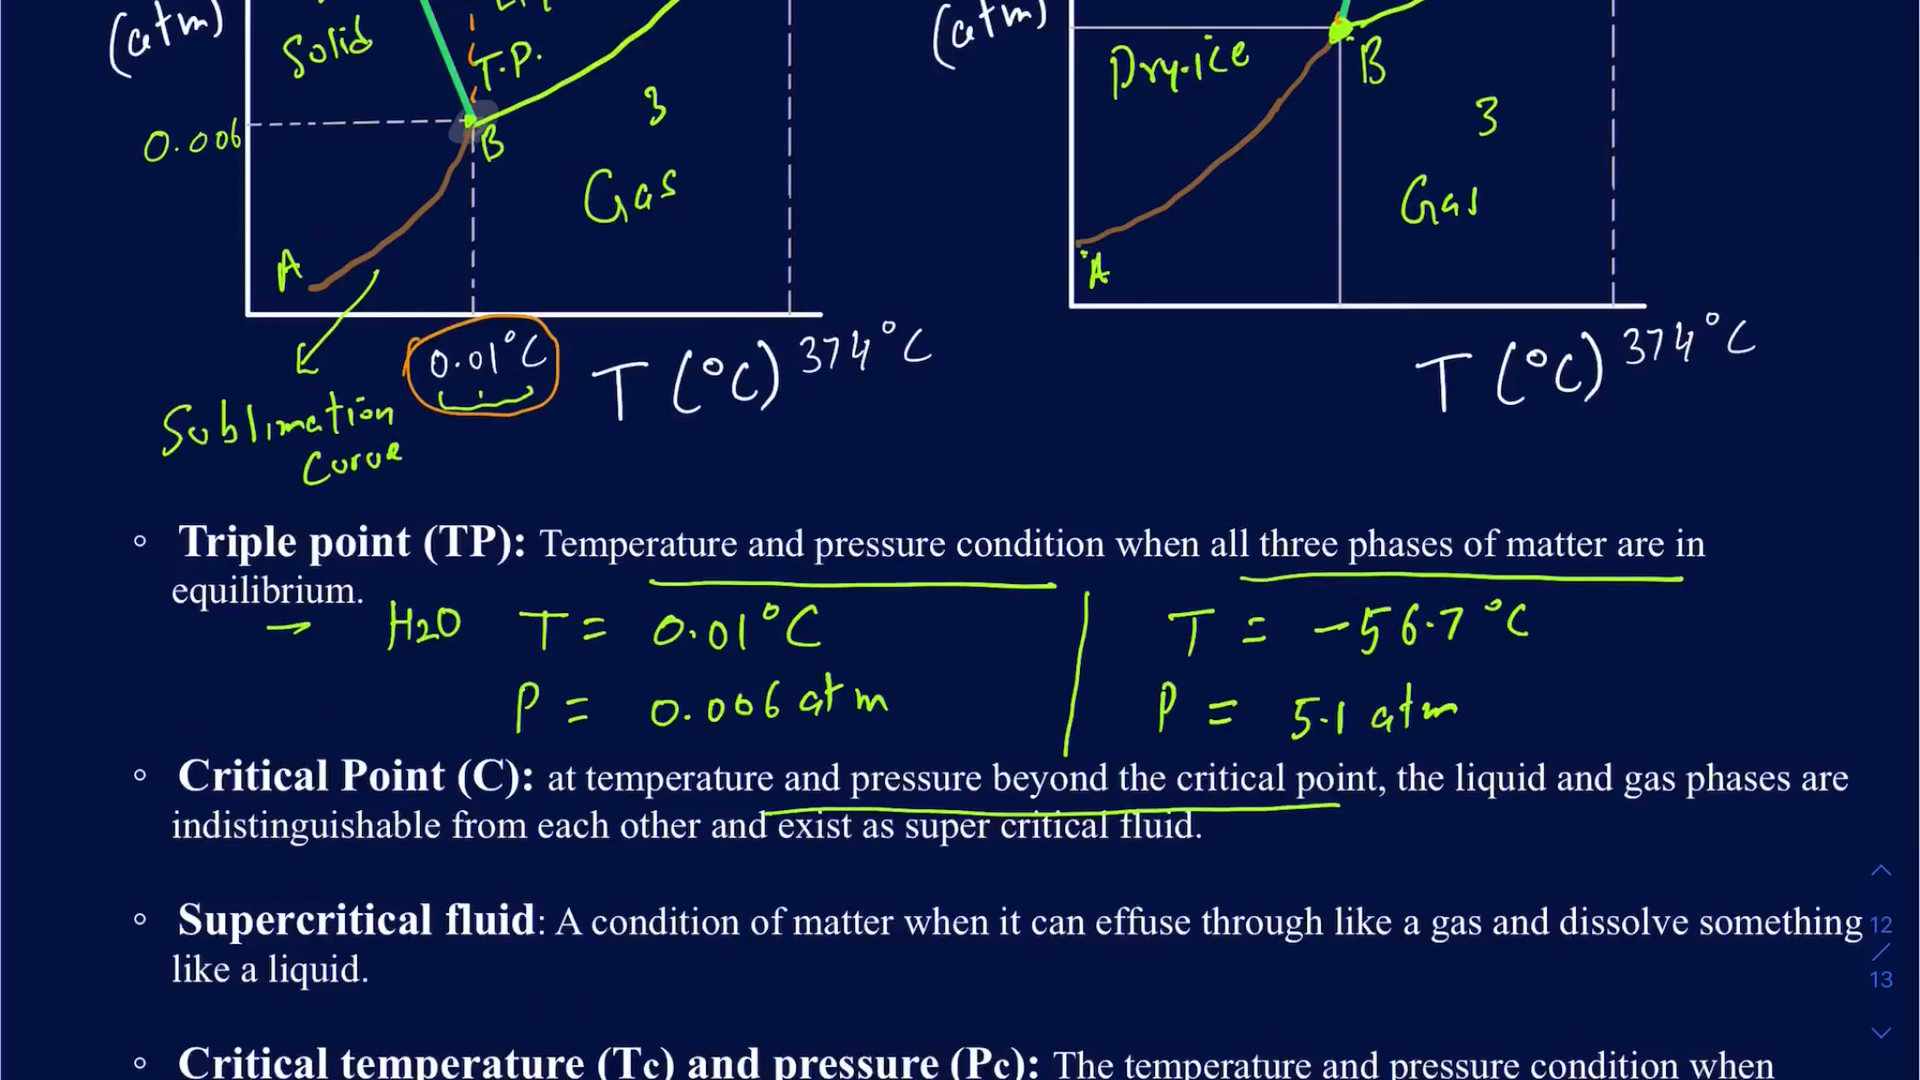 (atm)
Solid
T.P.
0.006
B
3
Gas
A
0.01°C
T (°C)
374°C
Sublimation
Curve
(atm)
Dry-ice
B
3
Gas
A
T (°C)
374°C
Triple point (TP): Temperature and pressure condition when all three phases of matter are in
equilibrium.
H2O T = 0.01°C
P = 0.006 atm
T = -56.7 °C
P = 5.1 atm
Critical Point (C): at temperature and pressure beyond the critical point, the liquid and gas phases are
indistinguishable from each other and exist as super critical fluid.
Supercritical fluid: A condition of matter when it can effuse through like a gas and dissolve something
like a liquid.
12
/
13
Critical temperature (Tc) and pressure (Pc): The temperature and pressure condition when